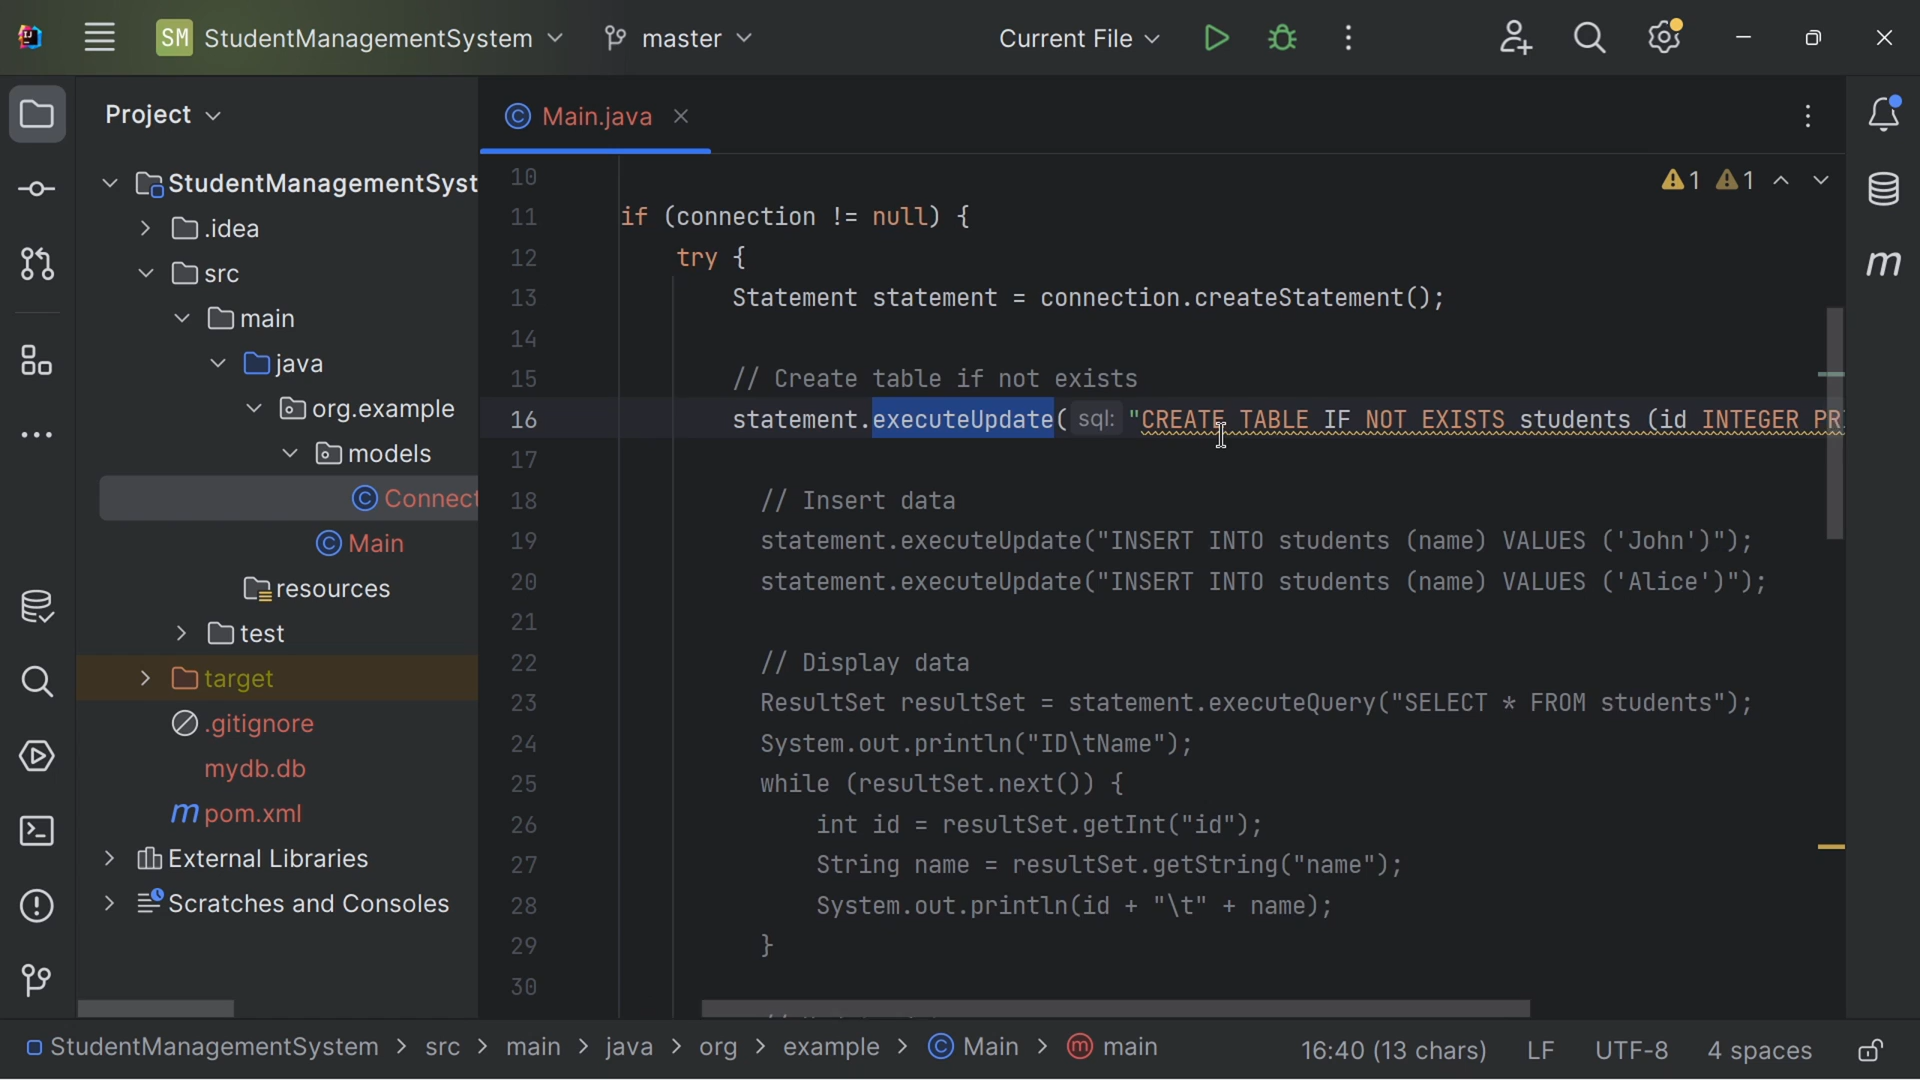 SM StudentManagementSystem master Current File
Project
Main.java
StudentManagementSyst
.idea
src
main
java
org.example
models
Connect
Main
resources
test
target
.gitignore
mydb.db
m pom.xml
External Libraries
Scratches and Consoles
1 1
m
10
11 if (connection != null) {
12 try {
13 Statement statement = connection.createStatement();
14
15 // Create table if not exists
16 statement.executeUpdate( sql: "CREATE TABLE IF NOT EXISTS students (id INTEGER PR
17
18 // Insert data
19 statement.executeUpdate("INSERT INTO students (name) VALUES ('John')");
20 statement.executeUpdate("INSERT INTO students (name) VALUES ('Alice')");
21
22 // Display data
23 ResultSet resultSet = statement.executeQuery("SELECT * FROM students");
24 System.out.println("ID\tName");
25 while (resultSet.next()) {
26 int id = resultSet.getInt("id");
27 String name = resultSet.getString("name");
28 System.out.println(id + "\t" + name);
29 }
30
StudentManagementSystem > src > main > java > org > example > Main > main 16:40 (13 chars) LF UTF-8 4 spaces